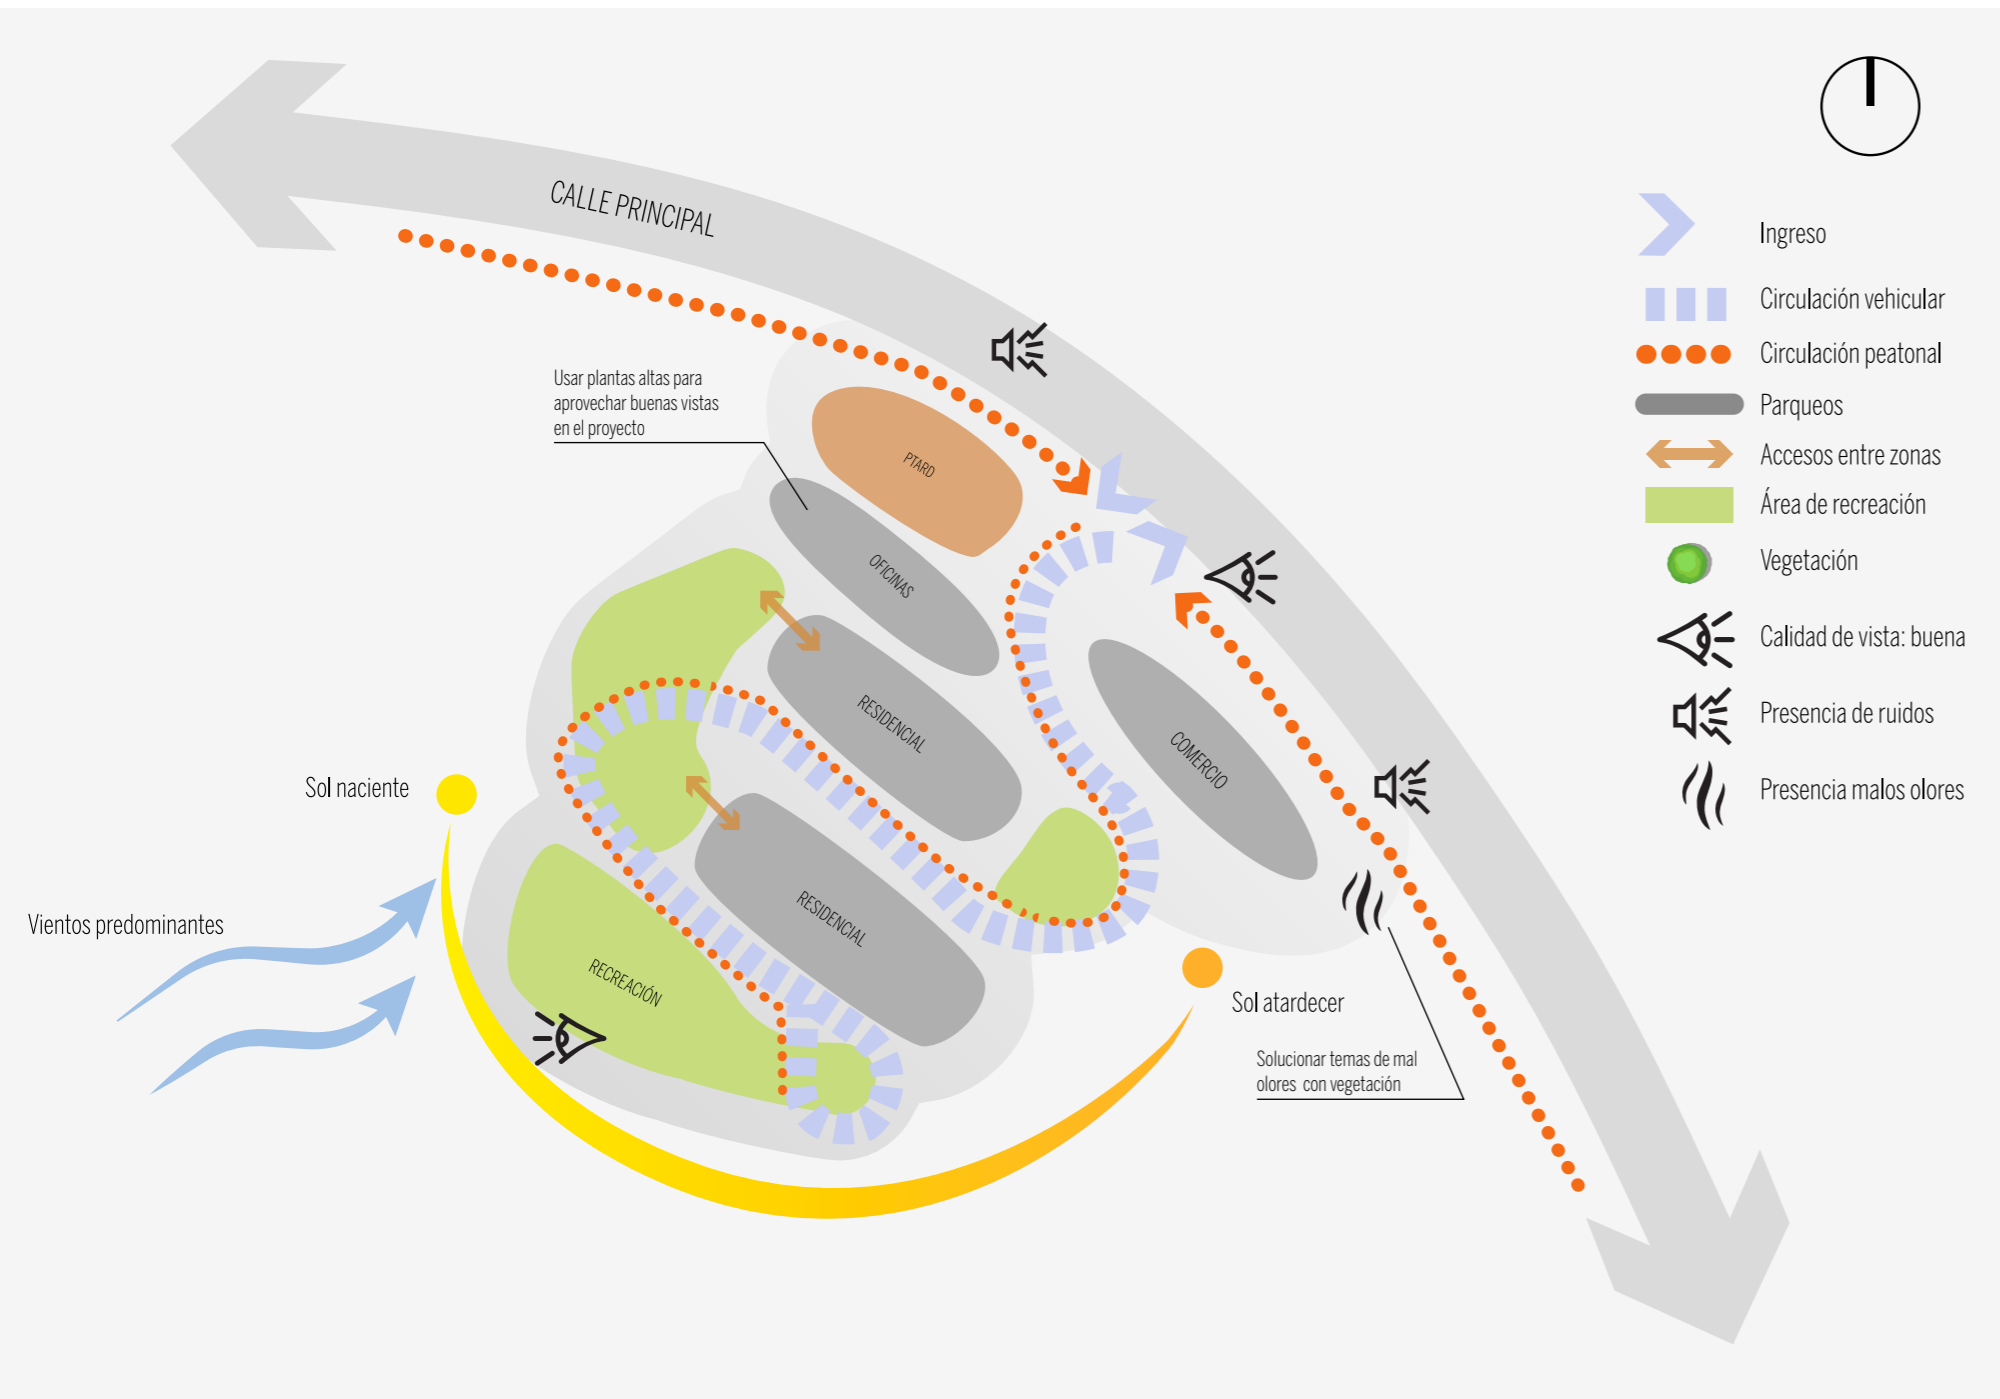 CALLE PRINCIPAL
Usar plantas altas para
aprovechar buenas vistas
en el proyecto
PTARD
OFICINAS
RESIDENCIAL
COMERCIO
RESIDENCIAL
RECREACIÓN
Sol naciente
Vientos predominantes
Sol atardecer
Solucionar temas de mal
olores con vegetación
Ingreso
Circulación vehicular
Circulación peatonal
Parqueos
Accesos entre zonas
Área de recreación
Vegetación
Calidad de vista: buena
Presencia de ruidos
Presencia malos olores